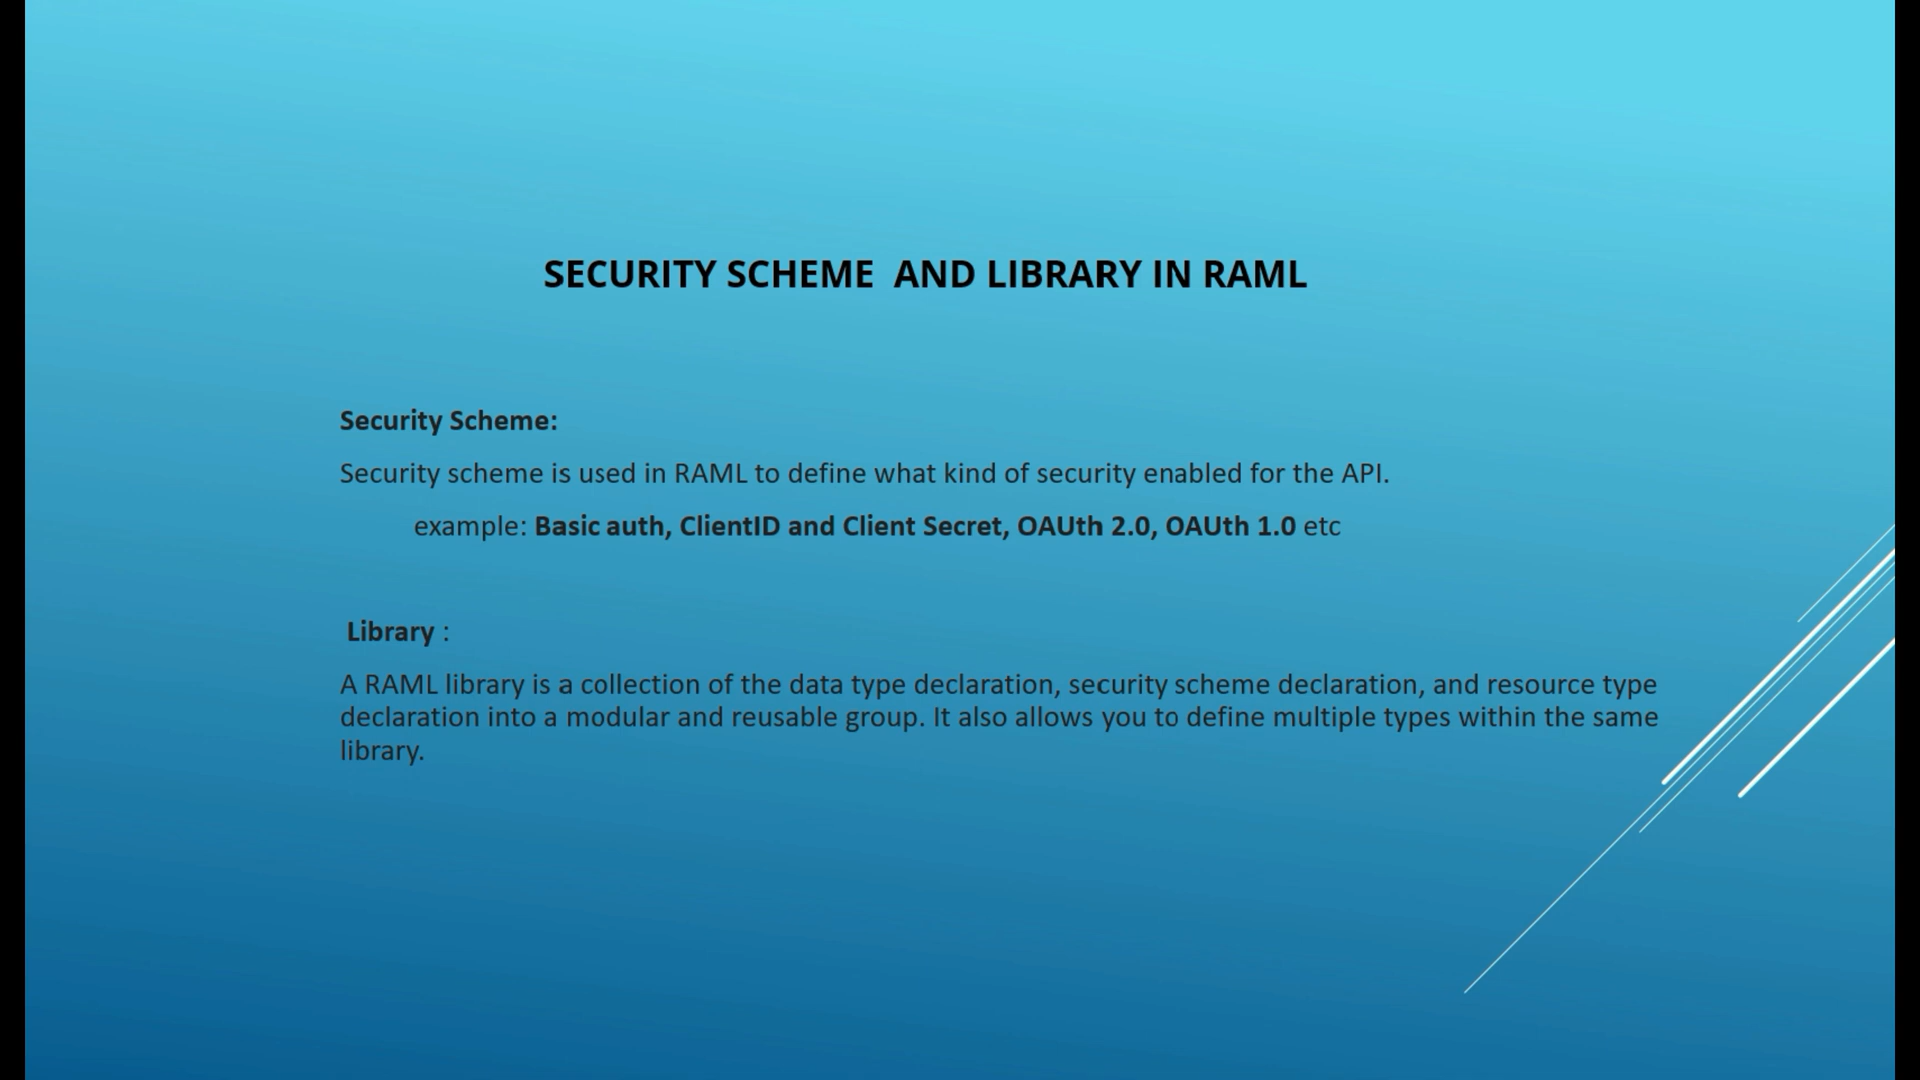 SECURITY SCHEME  AND LIBRARY IN RAML
Security Scheme:
Security scheme is used in RAML to define what kind of security enabled for the API.
example: Basic auth, ClientID and Client Secret, OAUth 2.0, OAUth 1.0 etc
Library :
A RAML library is a collection of the data type declaration, security scheme declaration, and resource type
declaration into a modular and reusable group. It also allows you to define multiple types within the same
library.